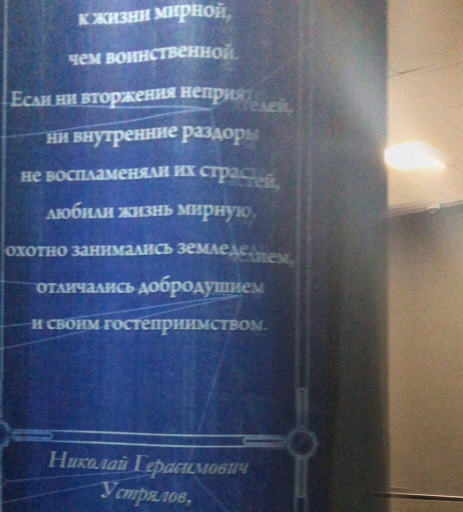 к жизни мирной,
чем воинственной.
Если ни вторжения неприятелей,
ни внутренние раздоры
не воспламеняли их страстей,
любили жизнь мирную,
охотно занимались земледелием,
отличались добродушием
и своим гостеприимством.
Николай Герасимович
Устрялов,